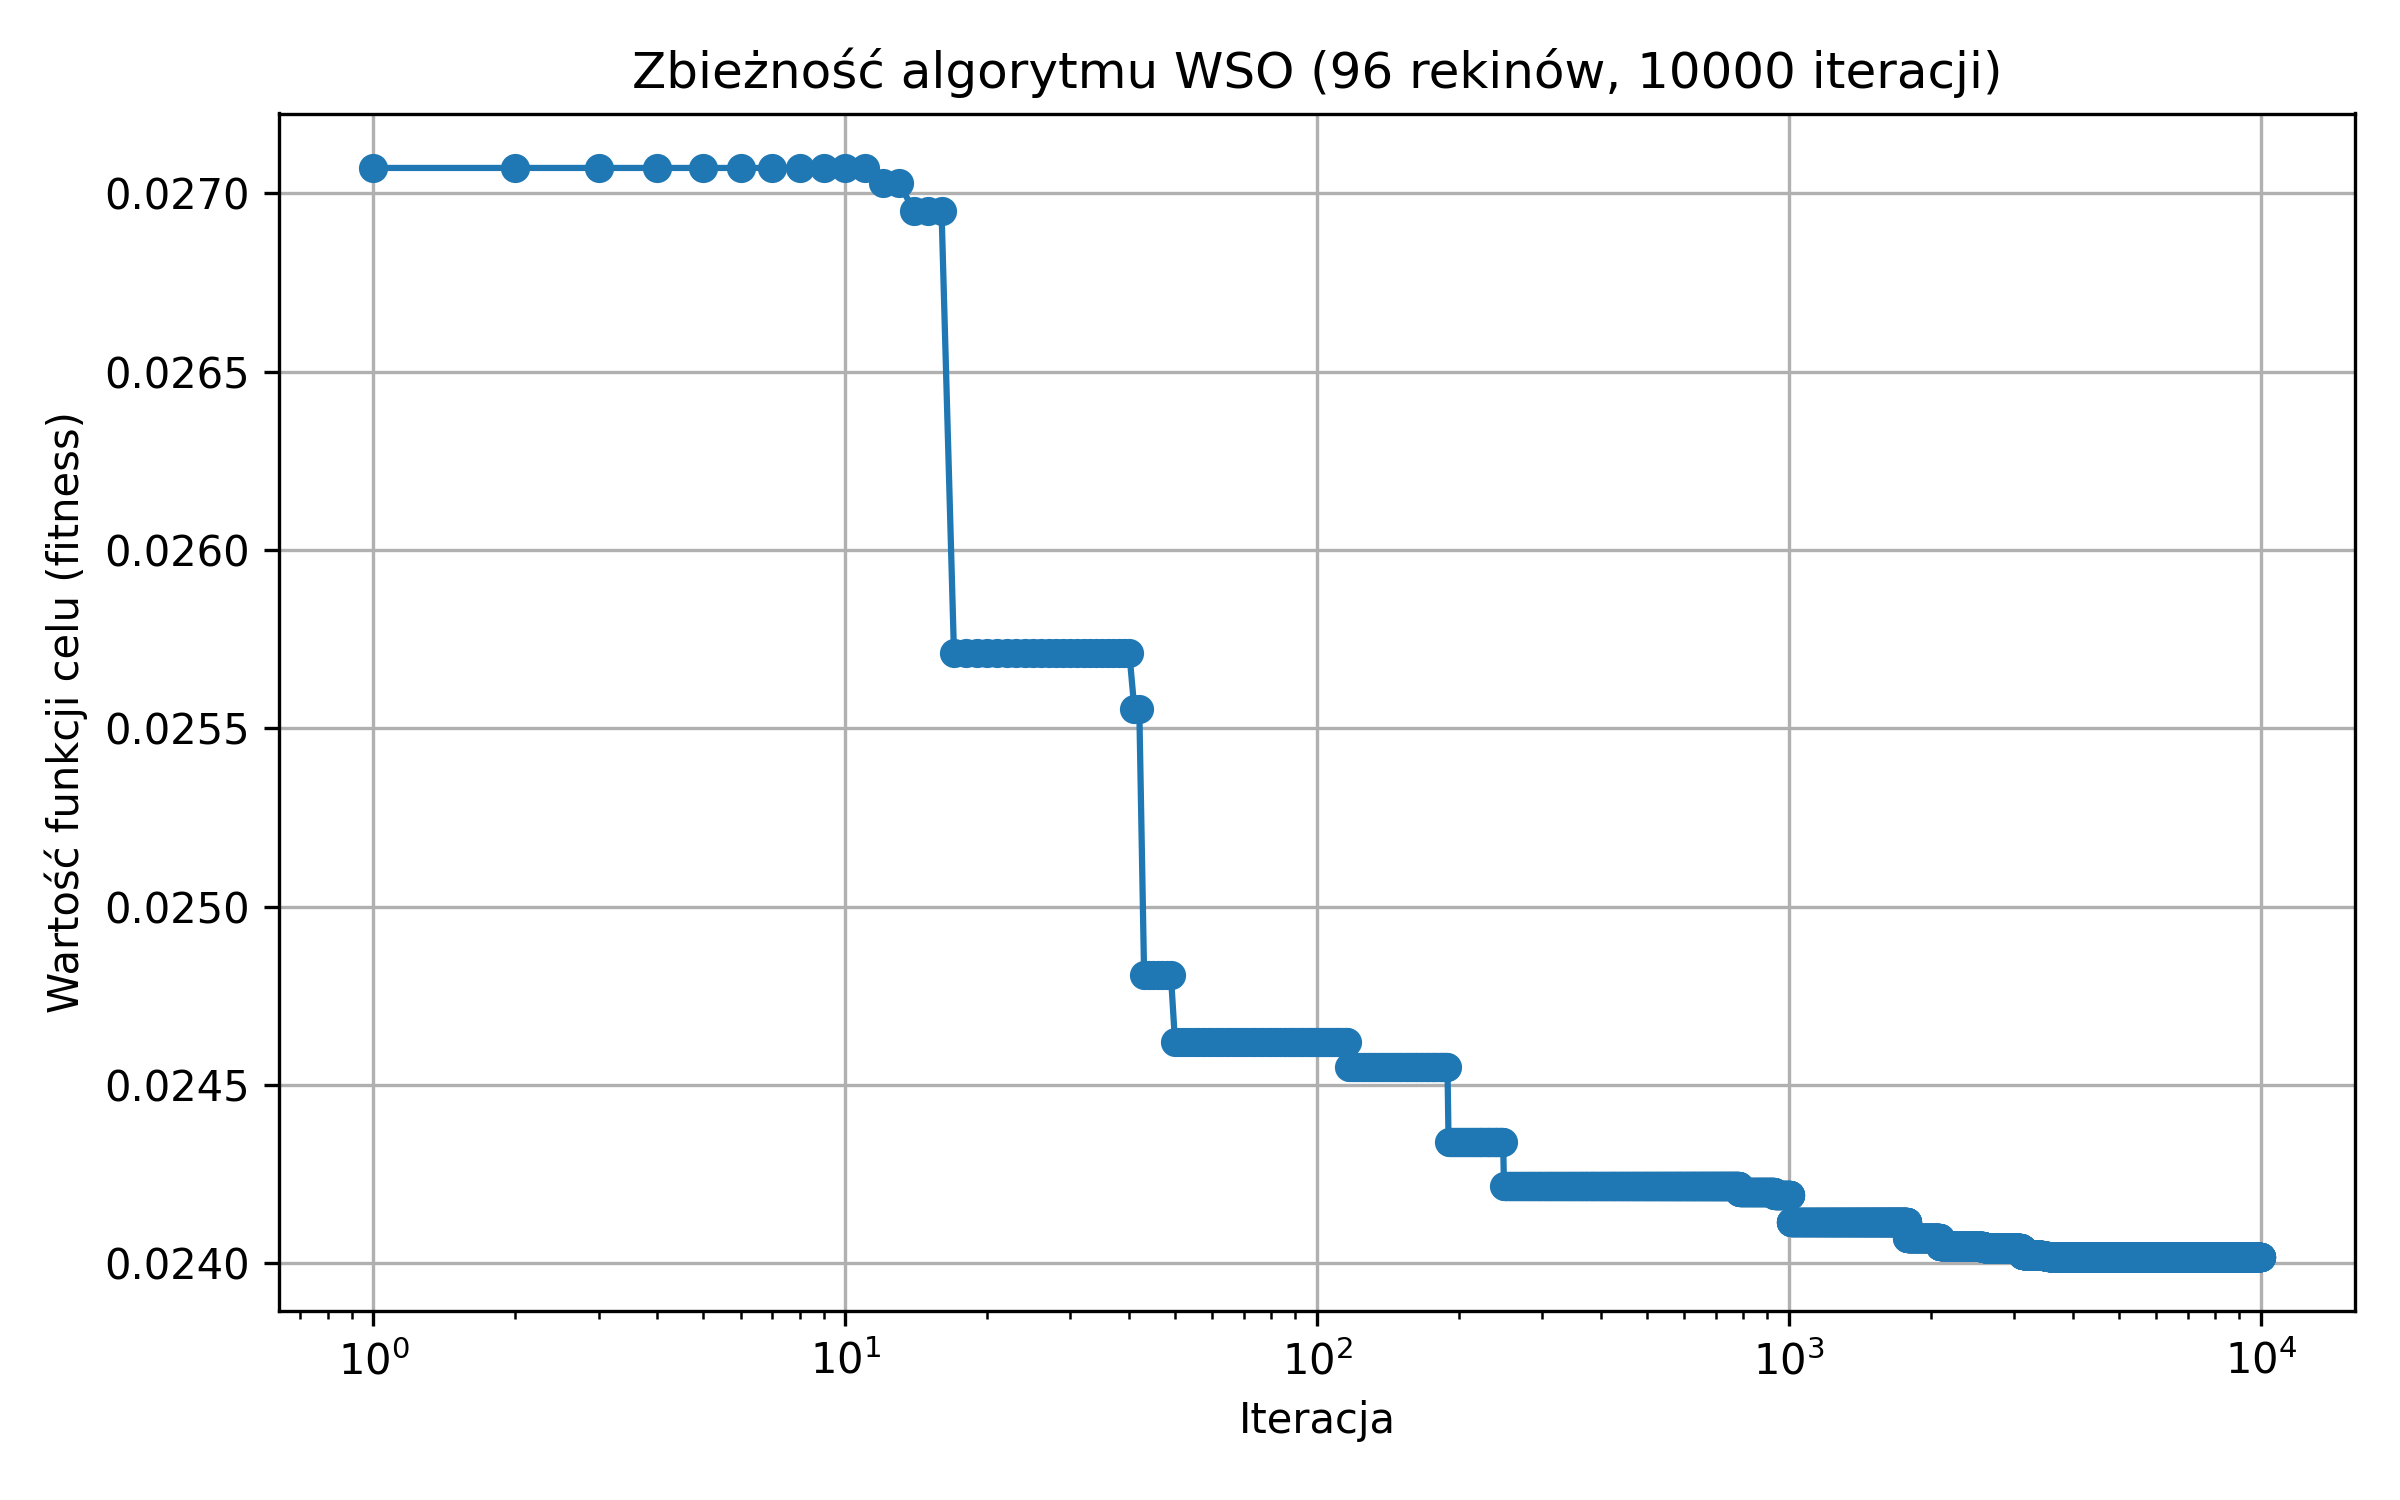 Zbieżność algorytmu WSO (96 rekinów, 10000 iteracji)
Wartość funkcji celu (fitness)
0.0270
0.0265
0.0260
0.0255
0.0250
0.0245
0.0240
10⁰ 10¹ 10² 10³ 10⁴
Iteracja